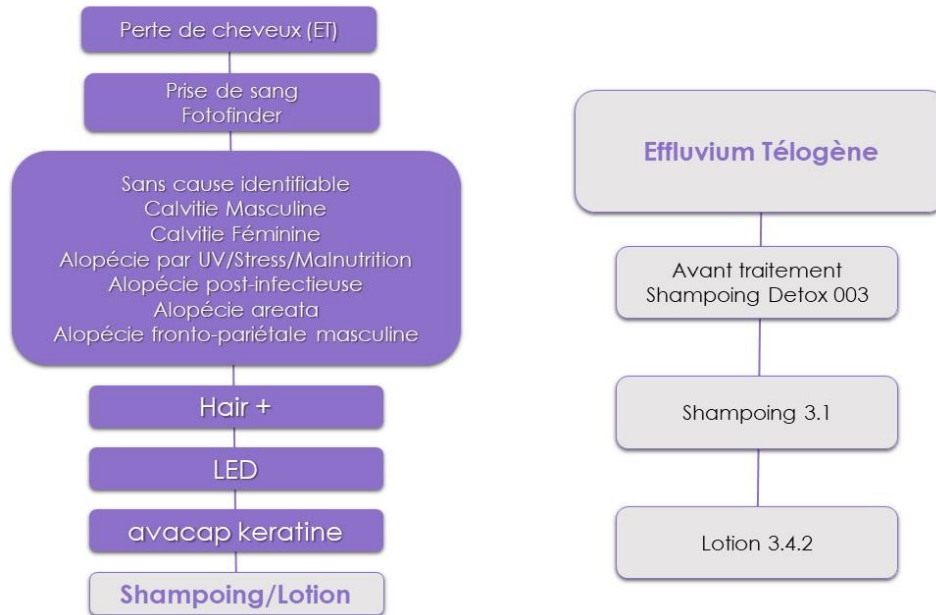 Perte de cheveux (ET)
Prise de sang
Fotofinder
Sans cause identifiable
Calvitie Masculine
Calvitie Féminine
Alopécie par UV/Stress/Malnutrition
Alopécie post-infectieuse
Alopécie areata
Alopécie fronto-pariétale masculine
Hair +
LED
avacap keratine
Shampoing/Lotion
Effluvium Télogène
Avant traitement
Shampoing Detox 003
Shampoing 3.1
Lotion 3.4.2